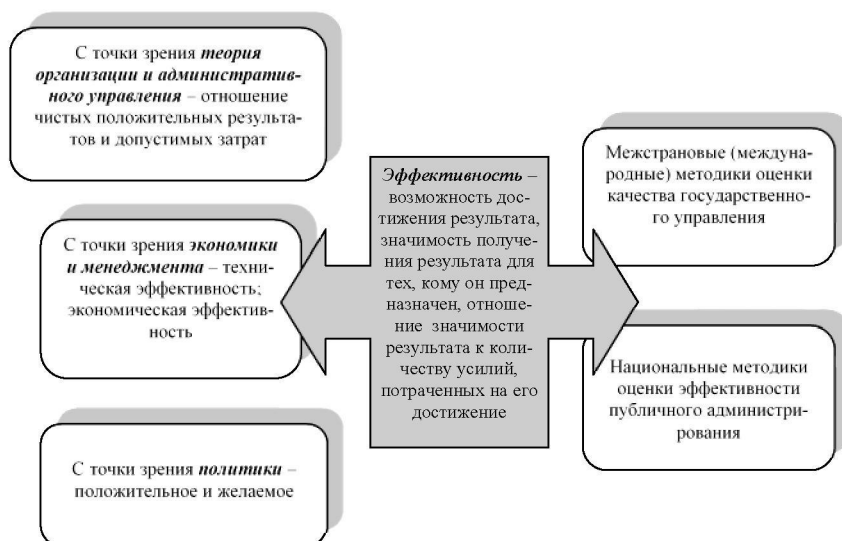 С точки зрения теория
организации и административ-
ного управления – отношение
чистых положительных результа-
тов и допустимых затрат
С точки зрения экономики
и менеджмента – техни-
ческая эффективность;
экономическая эффектив-
ность
С точки зрения политики –
положительное и желаемое
Эффективность –
возможность дос-
тижения результата,
значимость получе-
ния результата для
тех, кому он пред-
назначен, отноше-
ние значимости
результата к коли-
честву усилий,
потраченных на его
достижение
Межстрановые (междуна-
родные) методики оценки
качества государственно-
го управления
Национальные методики
оценки эффективности
публичного администри-
рования